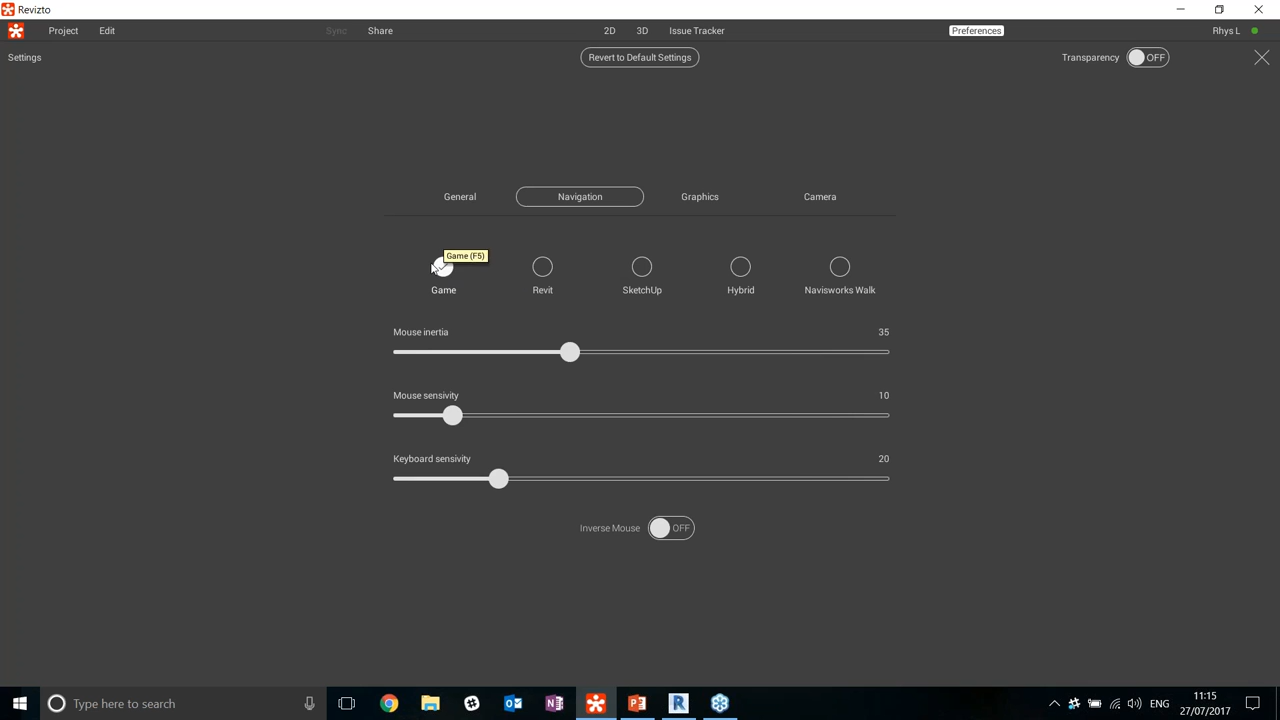 Revizto
Project Edit Sync Share 2D 3D Issue Tracker Preferences Rhys L
Settings Revert to Default Settings Transparency OFF
General Navigation Graphics Camera
Game (F5)
Game Revit SketchUp Hybrid Navisworks Walk
Mouse inertia 35
Mouse sensivity 10
Keyboard sensivity 20
Inverse Mouse OFF
Type here to search ENG 11:15
27/07/2017